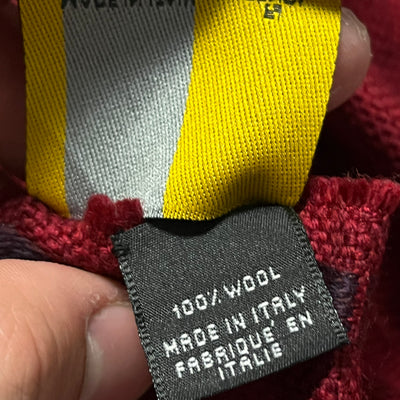 100% WOOL
MADE IN ITALY
FABRIQUE EN
ITALIE